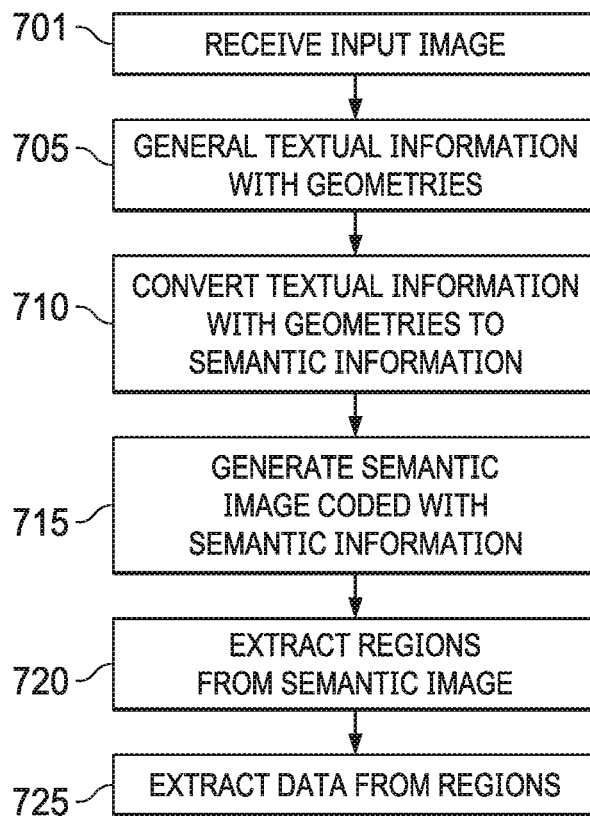 701
RECEIVE INPUT IMAGE
705
GENERAL TEXTUAL INFORMATION
WITH GEOMETRIES
710
CONVERT TEXTUAL INFORMATION
WITH GEOMETRIES TO
SEMANTIC INFORMATION
715
GENERATE SEMANTIC
IMAGE CODED WITH
SEMANTIC INFORMATION
720
EXTRACT REGIONS
FROM SEMANTIC IMAGE
725
EXTRACT DATA FROM REGIONS